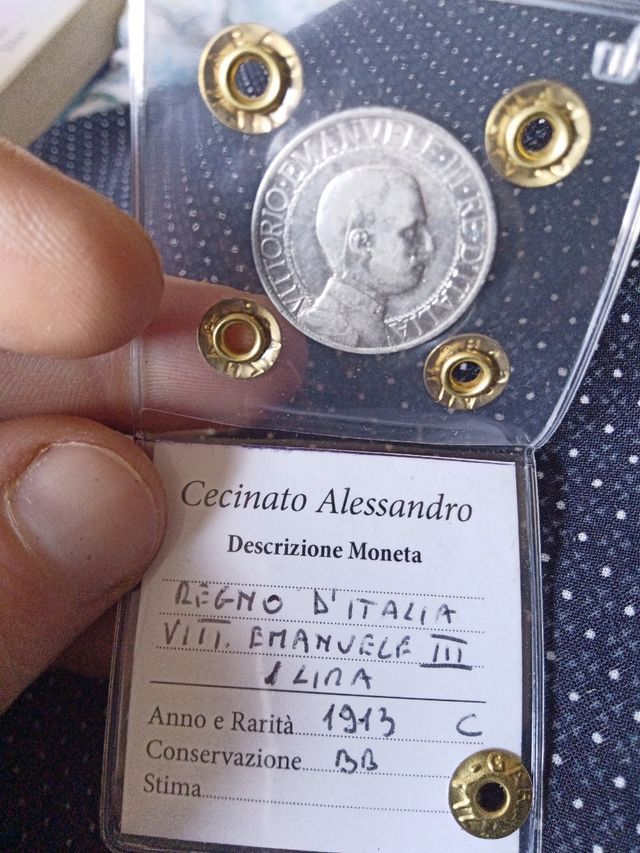 VITTORIO·EMANVELE·III·RE·D'ITALIA
Cecinato Alessandro
Descrizione Moneta
REGNO D'ITALIA
VITT. EMANUELE III
1 LIRA
Anno e Rarità 1913 C
Conservazione BB
Stima